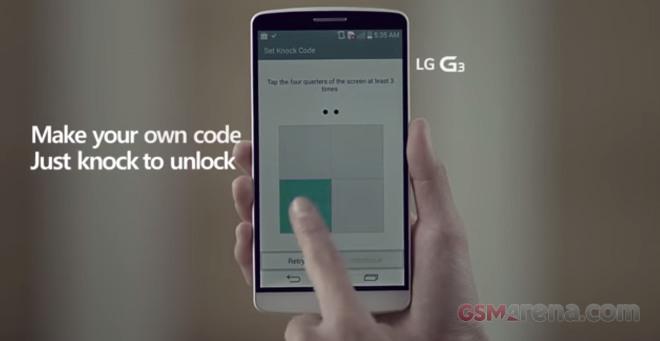 5:35 AM
Set Knock Code
LG G3
Tap the four quarters of the screen at least 3
times
Make your own code
Just knock to unlock
Retry
GSMArena.com